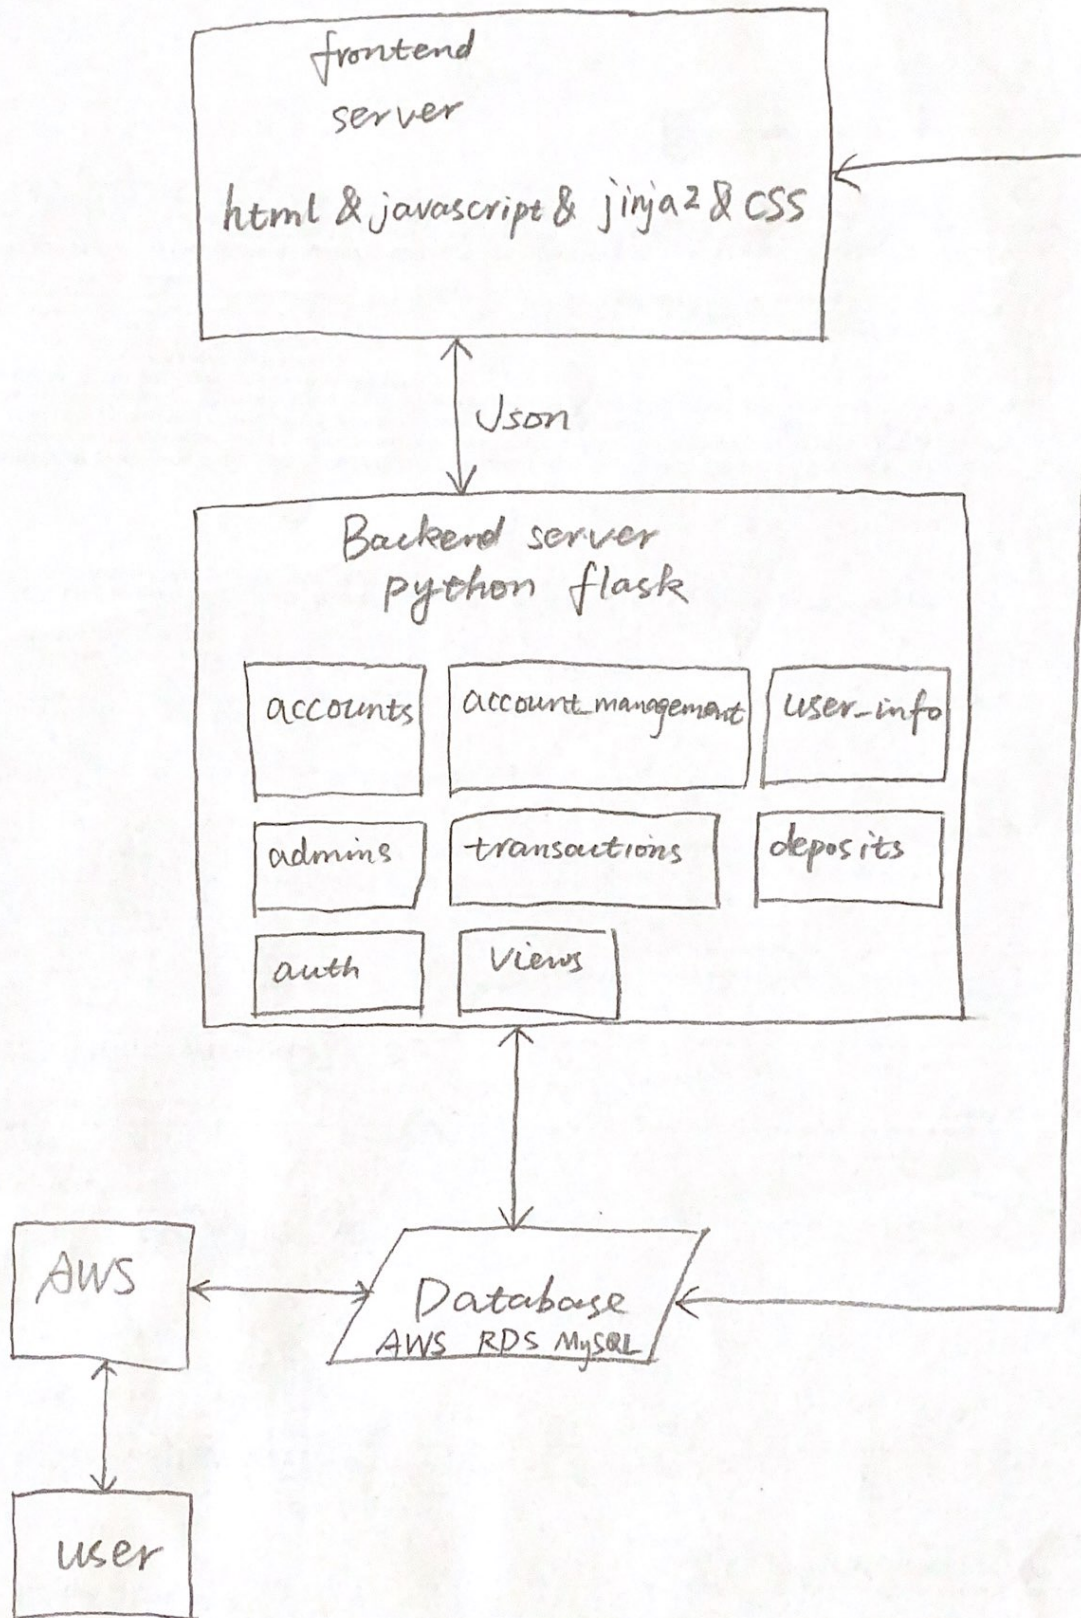 frontend
server
html & javascript & jinja2 & CSS
Json
Backend server
python flask
accounts
account_management
user_info
admins
transactions
deposits
auth
views
AWS
Database
AWS RDS MySQL
user